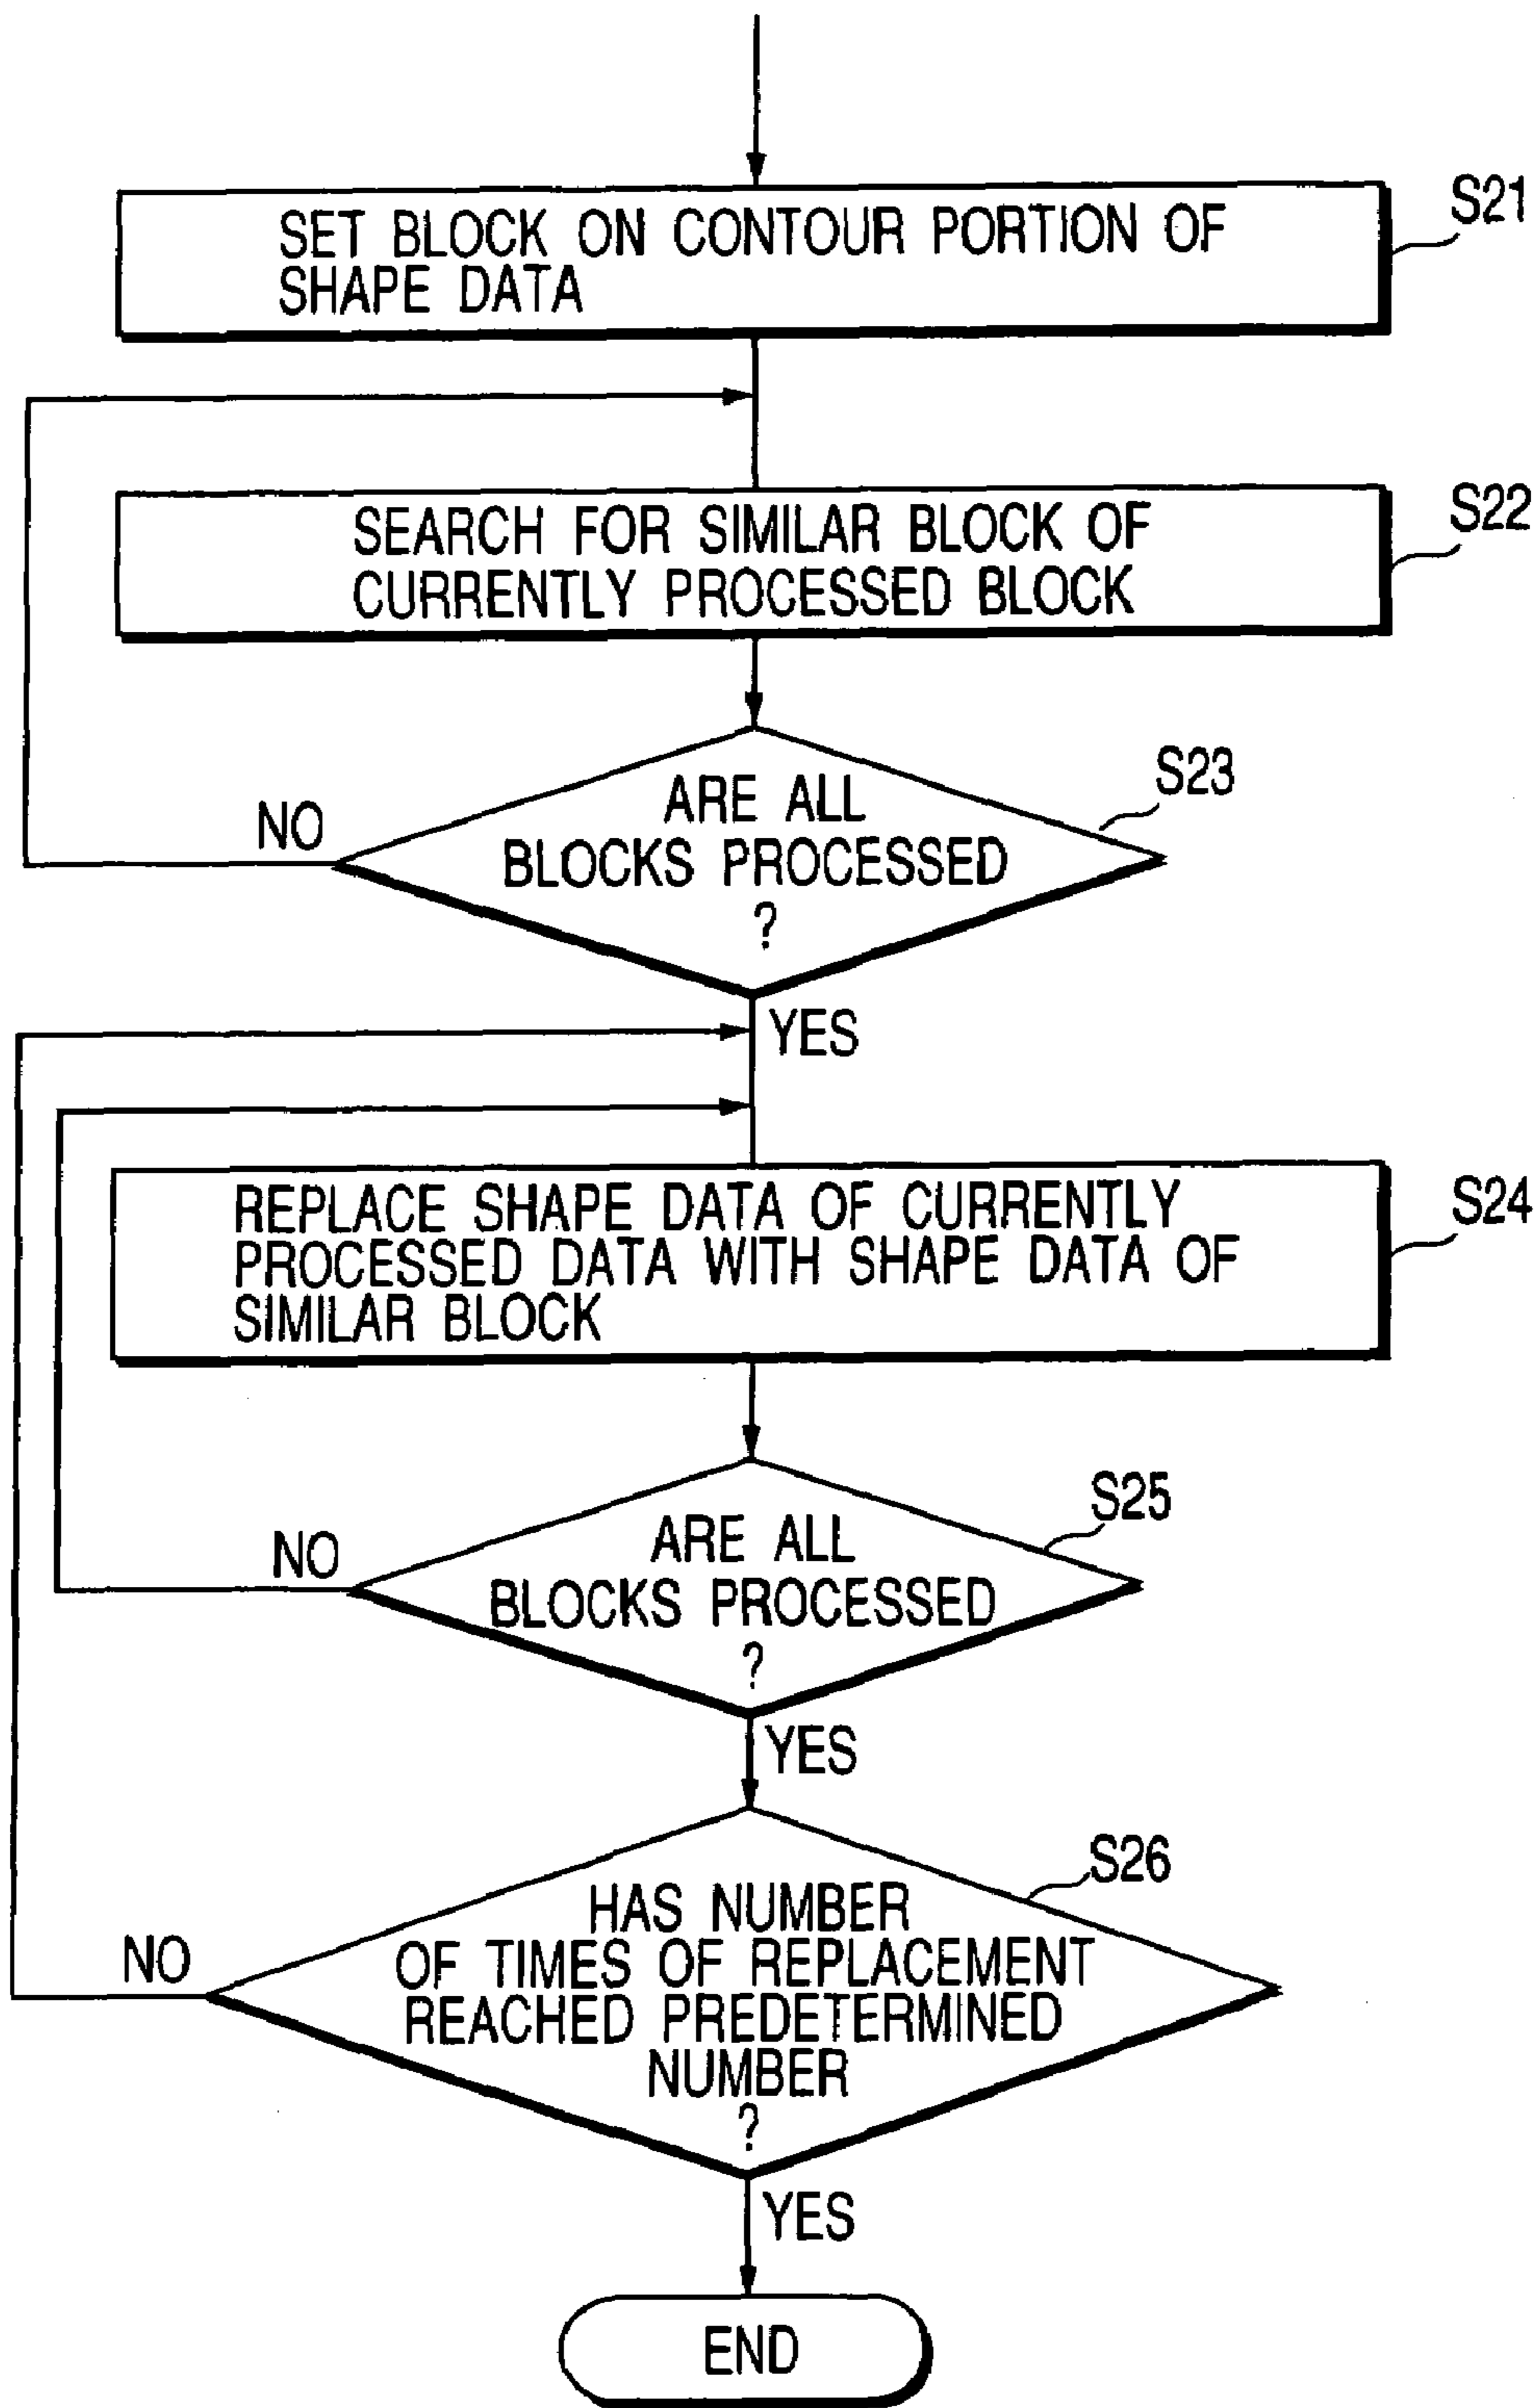 SET BLOCK ON CONTOUR PORTION OF
SHAPE DATA
S21
SEARCH FOR SIMILAR BLOCK OF
CURRENTLY PROCESSED BLOCK
S22
ARE ALL
BLOCKS PROCESSED
?
S23
NO
YES
REPLACE SHAPE DATA OF CURRENTLY
PROCESSED DATA WITH SHAPE DATA OF
SIMILAR BLOCK
S24
ARE ALL
BLOCKS PROCESSED
?
S25
NO
YES
HAS NUMBER
OF TIMES OF REPLACEMENT
REACHED PREDETERMINED
NUMBER
?
S26
NO
YES
END